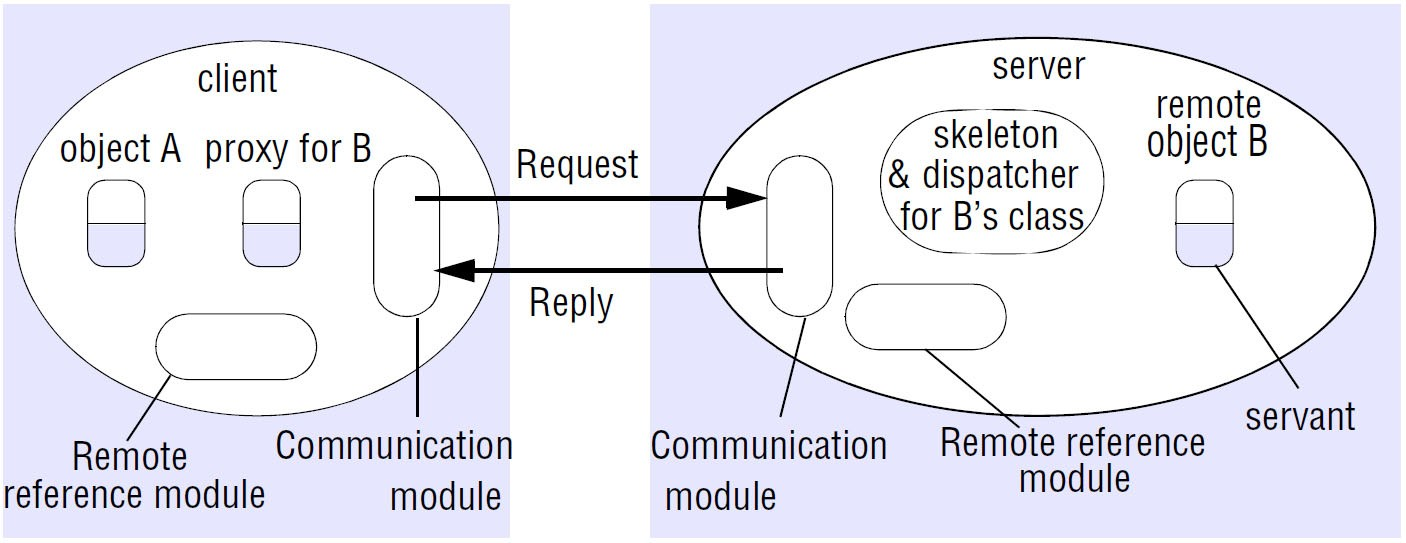 client
object A
proxy for B
Remote
reference module
Communication
module
Request
Reply
server
skeleton
& dispatcher
for B's class
remote
object B
Communication
module
Remote reference
module
servant